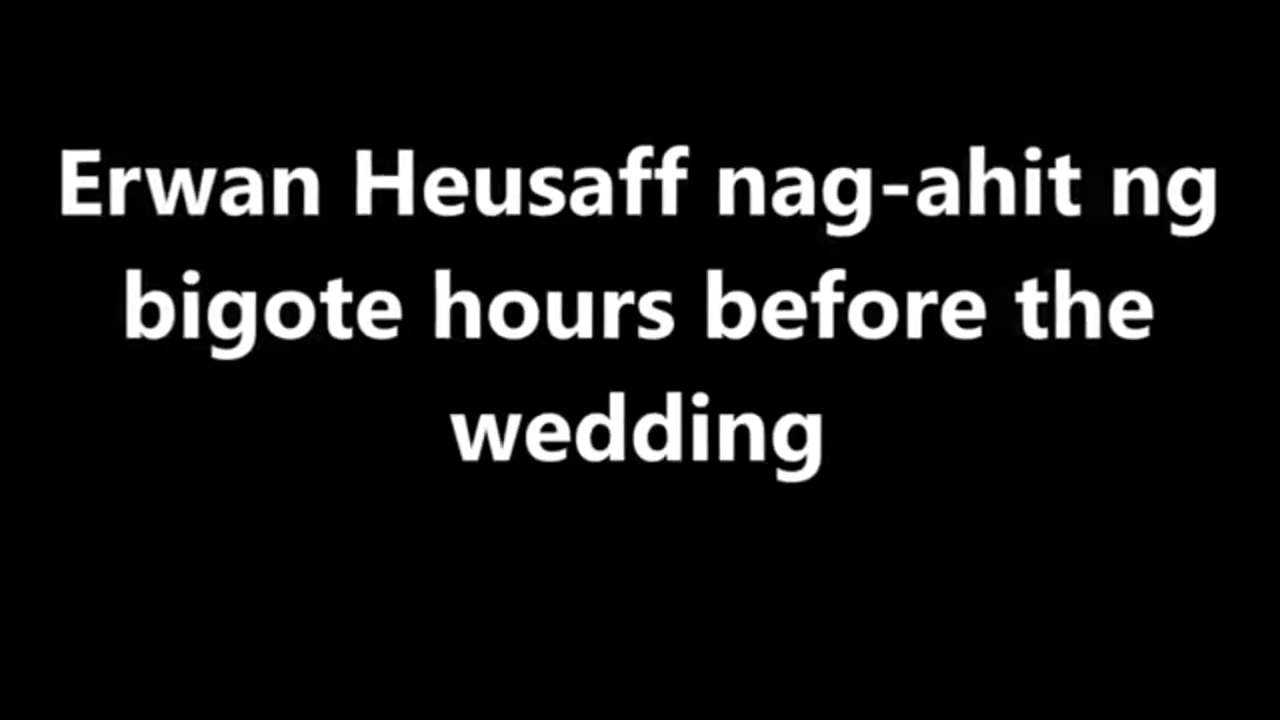 Erwan Heusaff nag-ahit ng
bigote hours before the
wedding